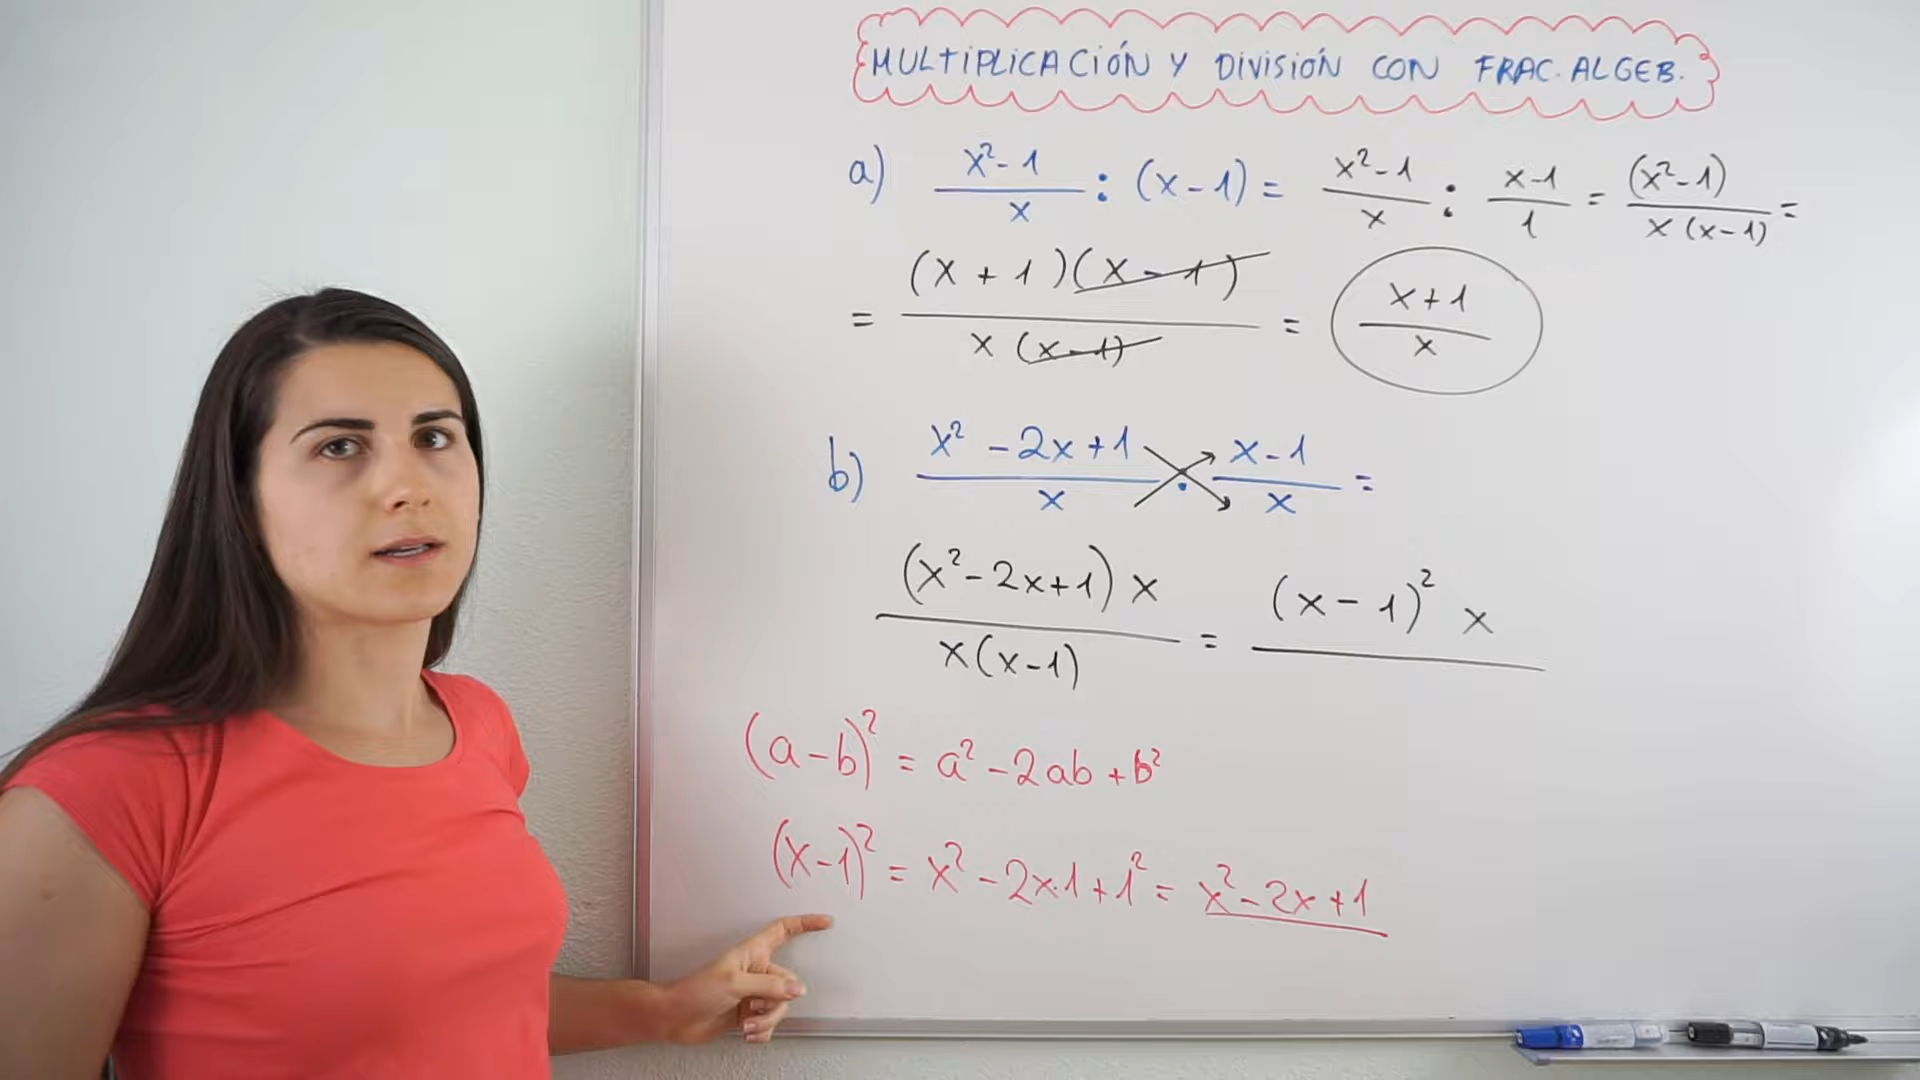 MULTIPLICACIÓN Y DIVISIÓN CON FRAC. ALGEB.
a) x²-1 / x : (x-1) = x²-1 / x : x-1 / 1 = (x²-1) / x (x-1) =
= (x+1)(x-1) / x (x-1) = x+1 / x
b) x² -2x+1 / x : x-1 / x =
(x²-2x+1) x / x(x-1) = (x-1)² x
(a-b)² = a² -2ab +b²
(x-1)² = x² -2x·1 +1² = x² -2x +1